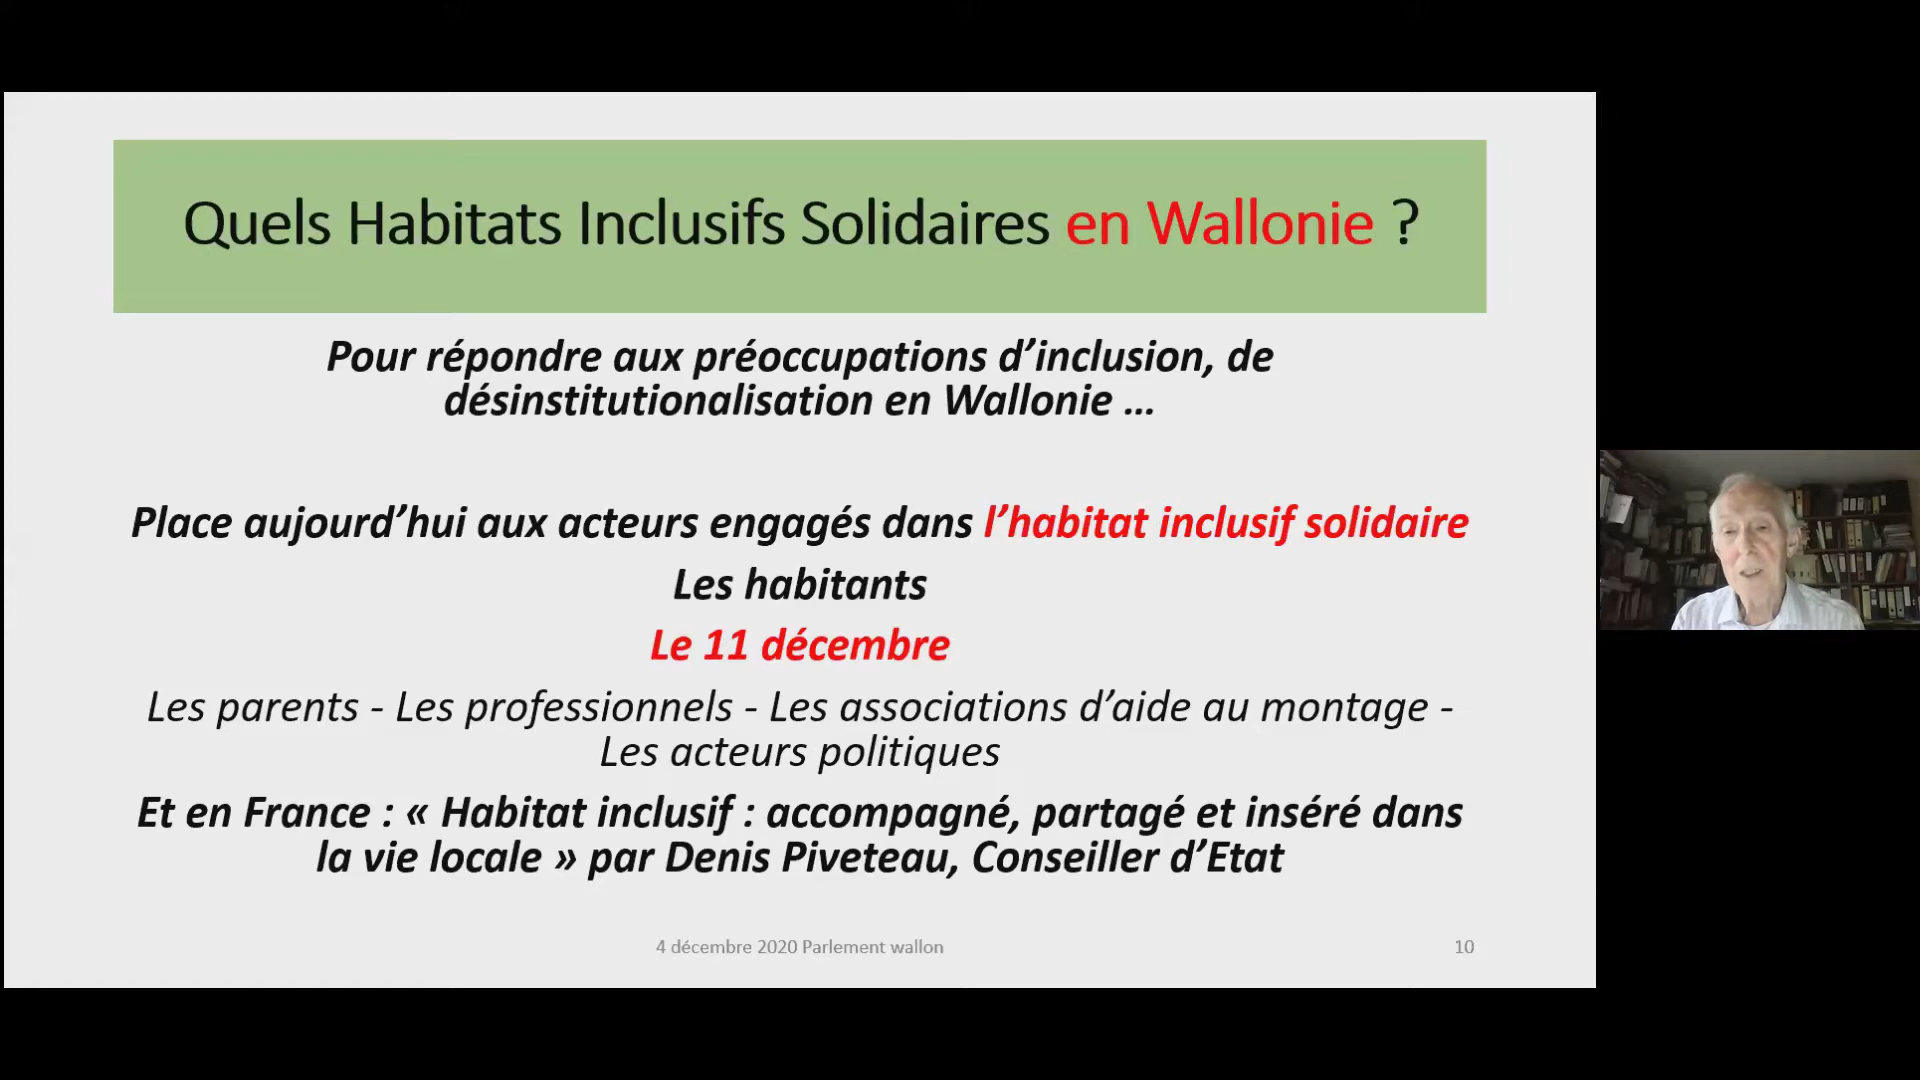 Quels Habitats Inclusifs Solidaires en Wallonie ?
Pour répondre aux préoccupations d’inclusion, de
désinstitutionalisation en Wallonie …
Place aujourd’hui aux acteurs engagés dans l’habitat inclusif solidaire
Les habitants
Le 11 décembre
Les parents - Les professionnels - Les associations d’aide au montage -
Les acteurs politiques
Et en France : « Habitat inclusif : accompagné, partagé et inséré dans
la vie locale » par Denis Piveteau, Conseiller d’Etat
4 décembre 2020 Parlement wallon
10